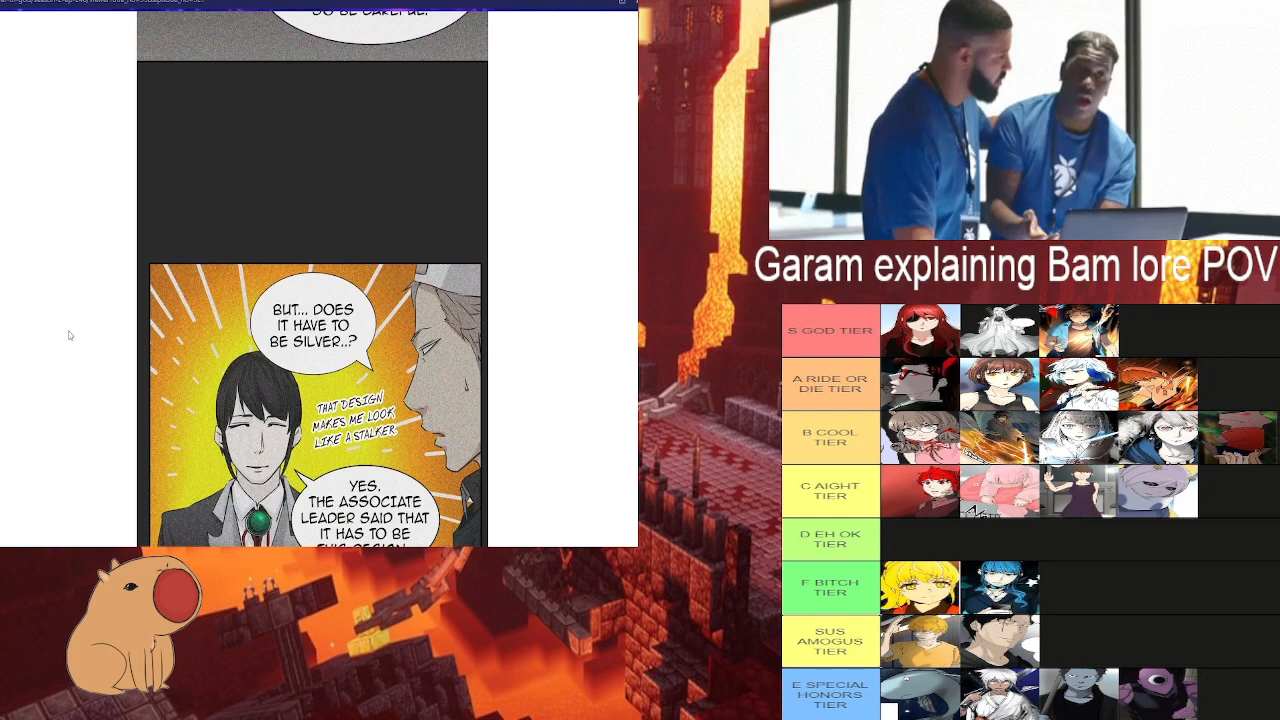 SO BE CAREFUL.
BUT... DOES
IT HAVE TO
BE SILVER..?
THAT DESIGN
MAKES ME LOOK
LIKE A STALKER.
YES.
THE ASSOCIATE
LEADER SAID THAT
IT HAS TO BE
THIS DESIGN
Garam explaining Bam lore POV
S GOD TIER
A RIDE OR
DIE TIER
B COOL
TIER
C AIGHT
TIER
D EH OK
TIER
F BITCH
TIER
SUS
AMOGUS
TIER
E SPECIAL
HONORS
TIER